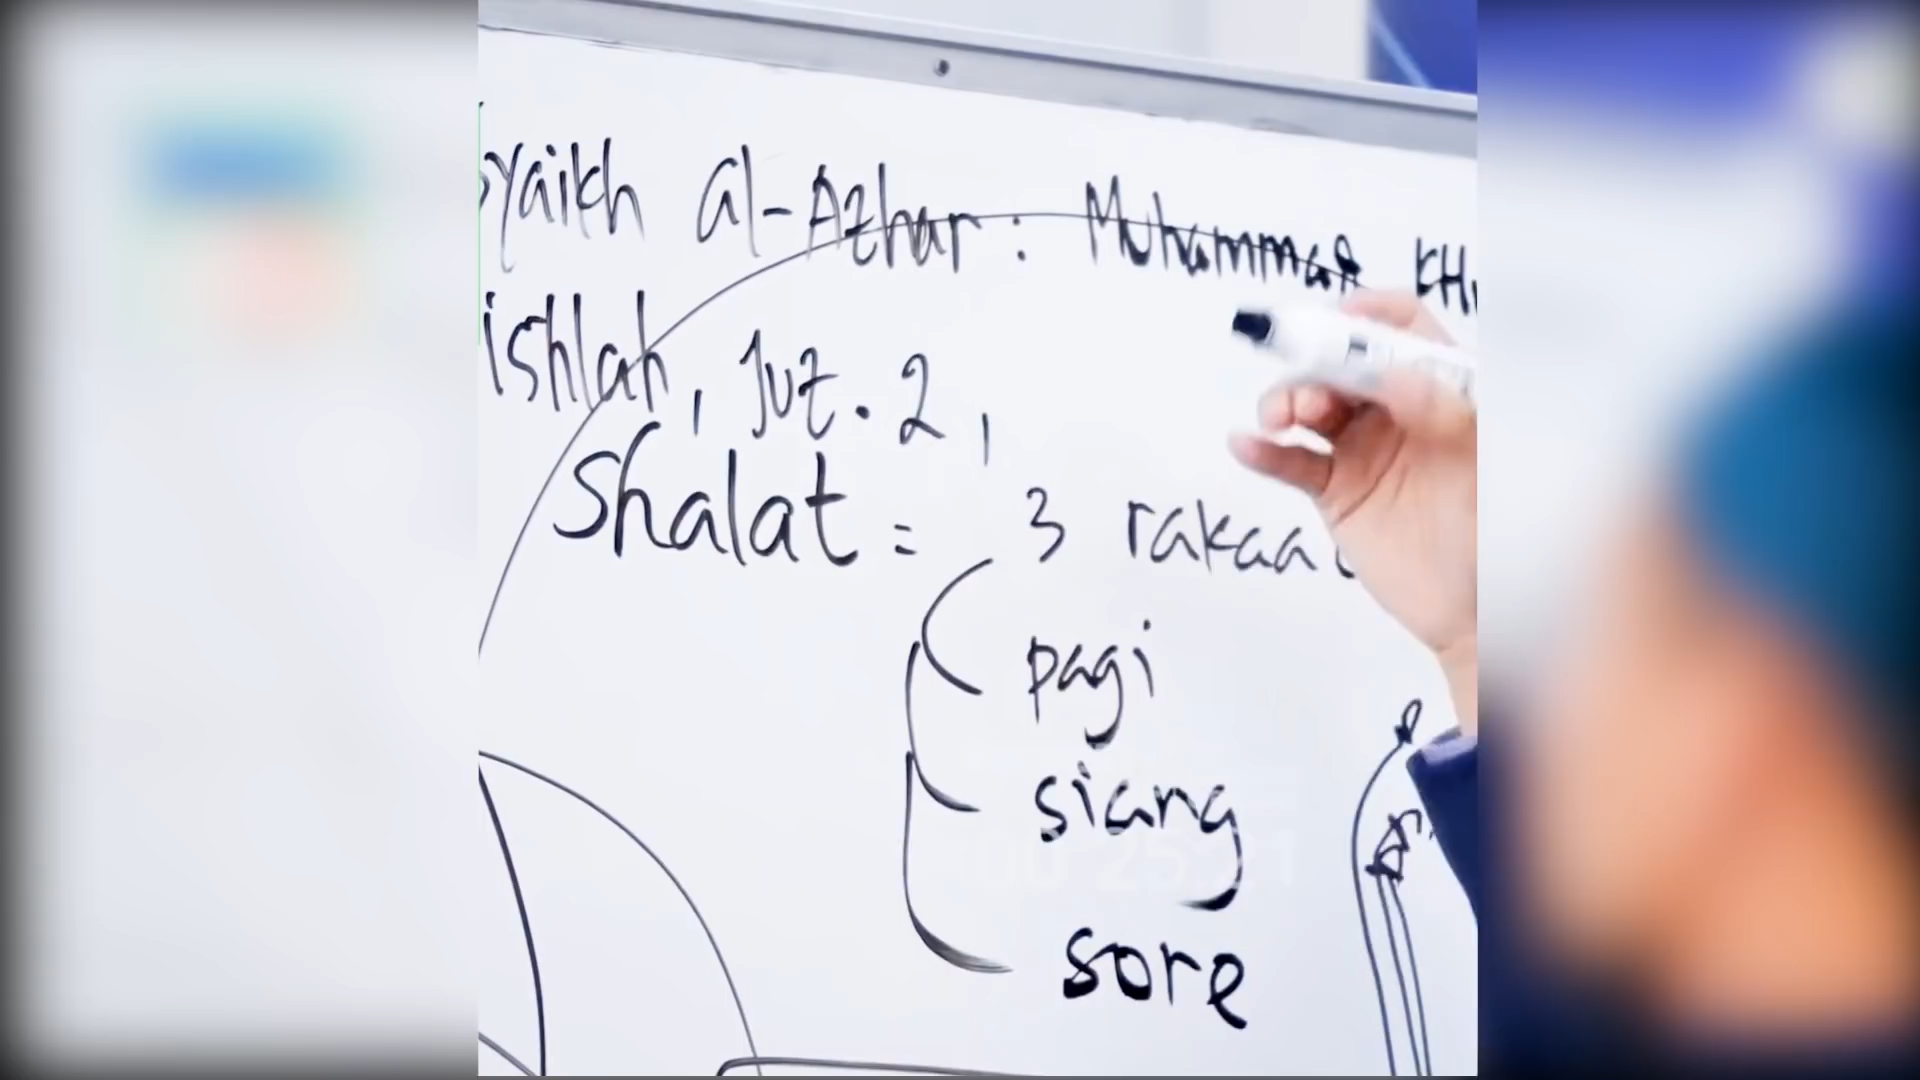 Syaikh al-Azhar: Muhammad
ishlah, Juz. 2,
Shalat = 3 rakaat
pagi
siang
sore